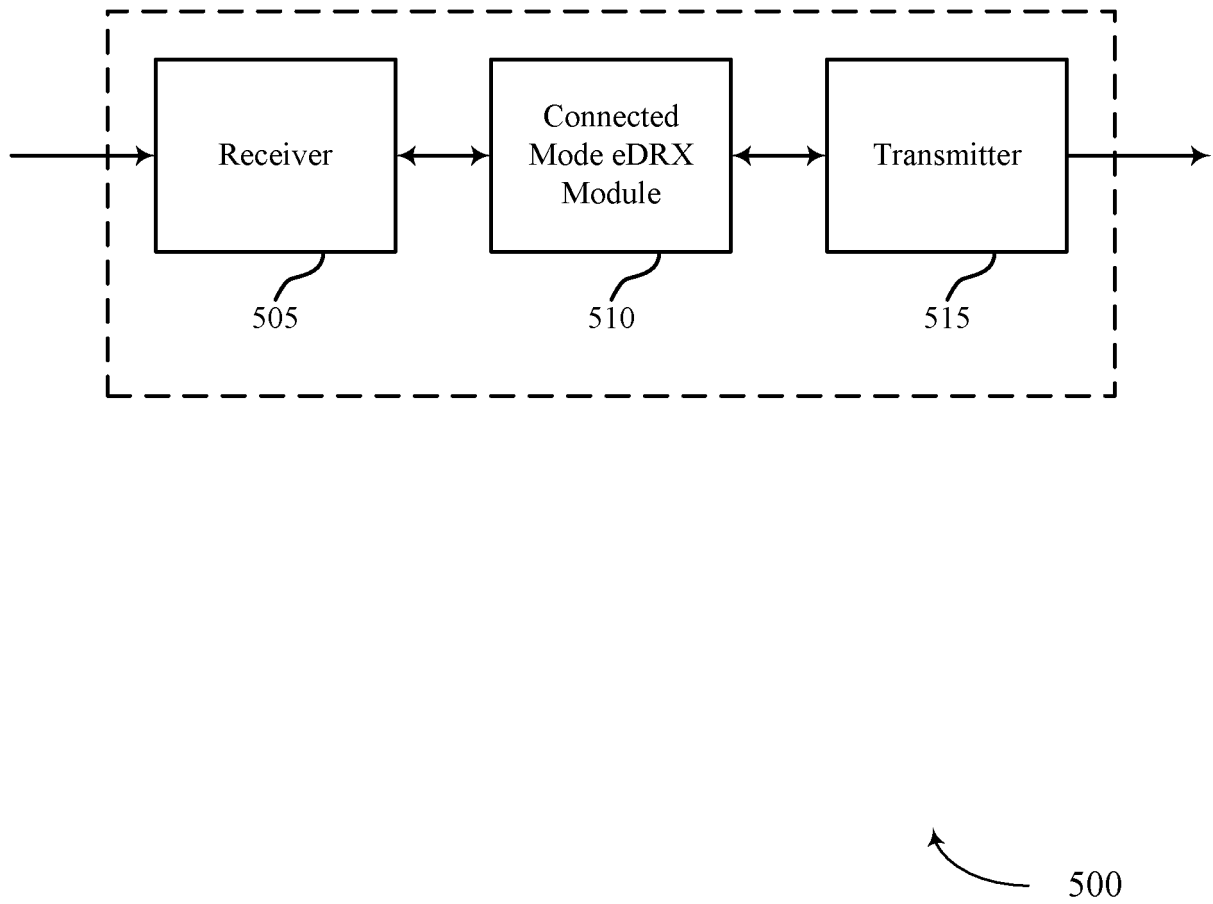 Receiver
Connected
Mode eDRX
Module
Transmitter
505
510
515
500